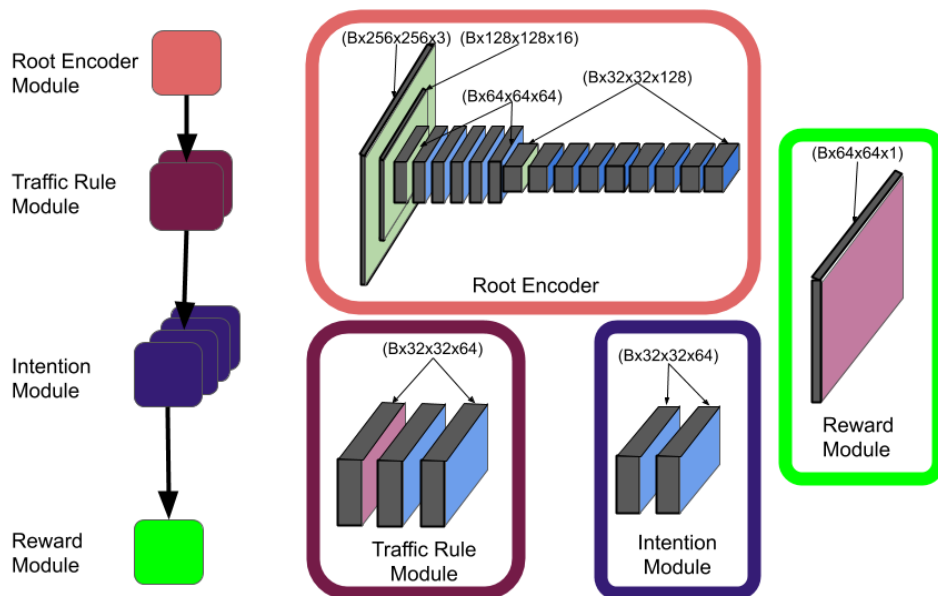 Root Encoder
Module
Traffic Rule
Module
Intention
Module
Reward
Module
(Bx256x256x3)
(Bx128x128x16)
(Bx64x64x64)
(Bx32x32x128)
Root Encoder
(Bx32x32x64)
Traffic Rule
Module
(Bx32x32x64)
Intention
Module
(Bx64x64x1)
Reward
Module